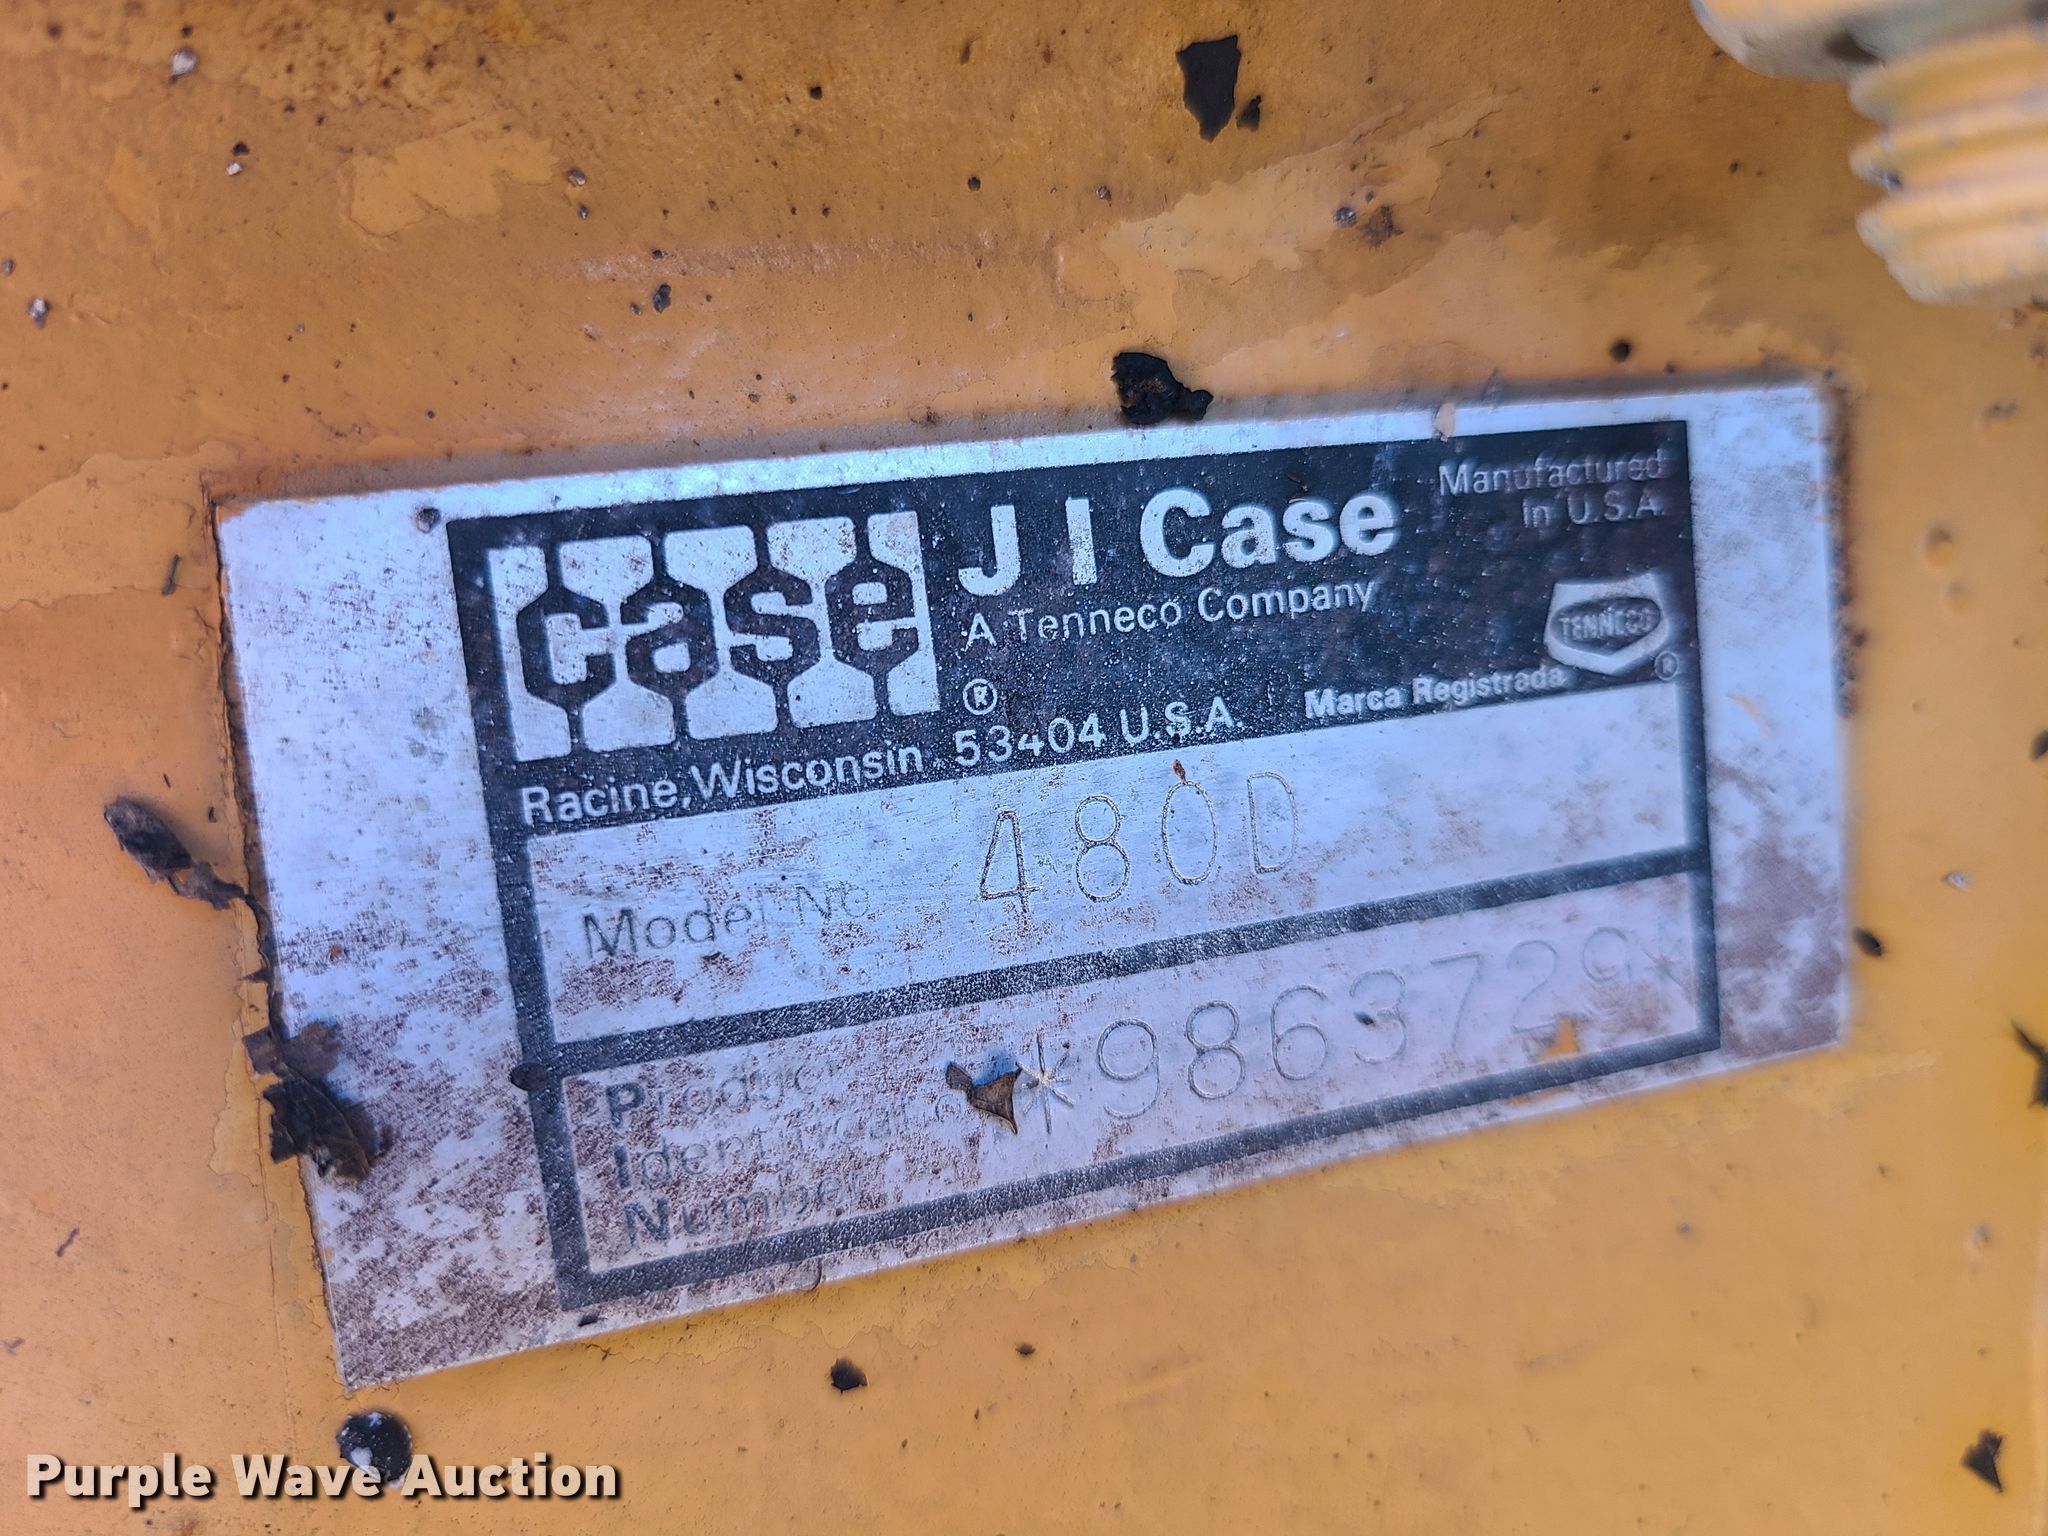 case
J I Case
Manufactured
in U.S.A.
A Tenneco Company
TENNECO
®
®
Marca Registrada
Racine, Wisconsin 53404 U.S.A.
Model No 480D
Product
Identification
Number
*9863729*
Purple Wave Auction